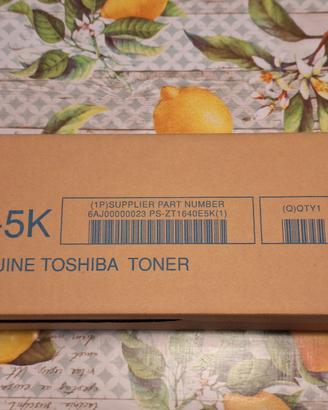 -5K
(1P)SUPPLIER PART NUMBER
6AJ00000023 PS-ZT1640E5K(1)
(Q)QTY1
UINE TOSHIBA TONER